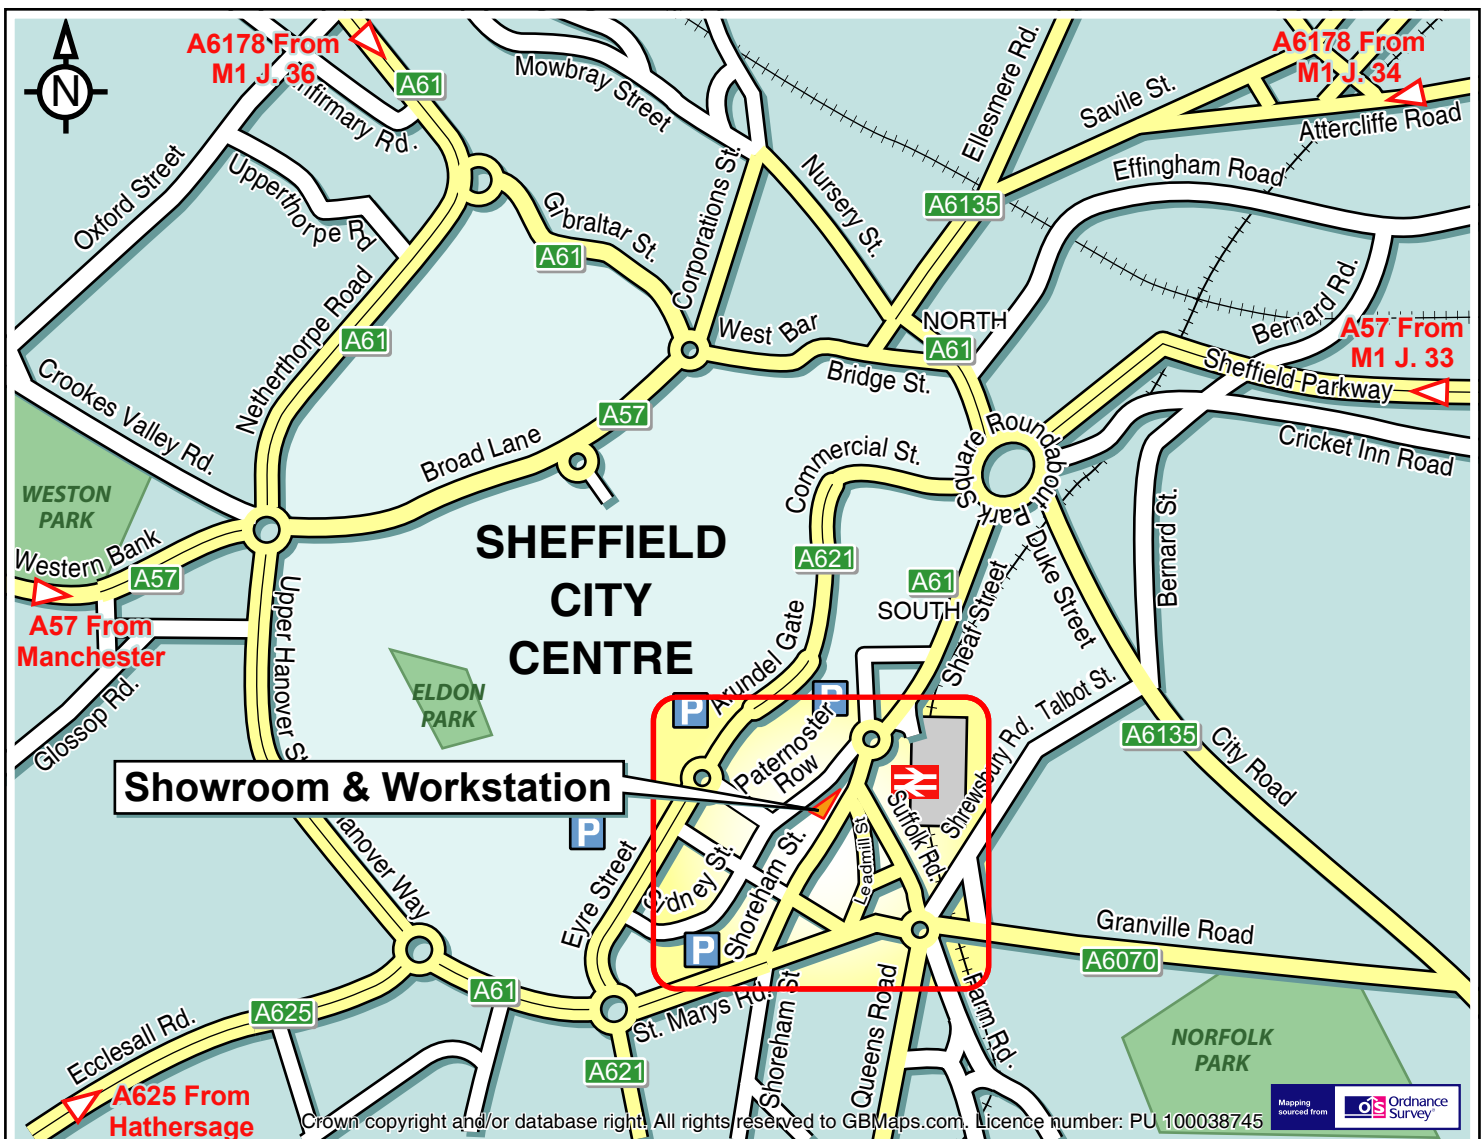 A6178 From
M1 J. 36
A61
Mowbray Street
Ellesmere Rd.
A6178 From
M1 J. 34
Savile St.
Attercliffe Road
N
Infirmary Rd.
Oxford Street
Upperthorpe Rd
Gibraltar St.
A61
Corporations St.
Nursery St.
A6135
Effingham Road
Bernard Rd.
Netherthorpe Road
A61
West Bar
NORTH
A61
Bridge St.
A57 From
M1 J. 33
Sheffield Parkway
Crookes Valley Rd.
A57
Broad Lane
Commercial St.
Park Square Roundabout
Cricket Inn Road
WESTON
PARK
Western Bank
A57
SHEFFIELD
CITY
CENTRE
A621
A61
SOUTH
Sheaf Street
Duke Street
Bernard St.
A57 From
Manchester
Glossop Rd.
Upper Hanover St.
ELDON
PARK
Arundel Gate
P
P
Paternoster
Row
Talbot St.
Shrewsbury Rd.
A6135
City Road
Showroom & Workstation
P
Hanover Way
Eyre Street
Sidney St.
Shoreham St.
Leadmill St.
Suffolk Rd.
P
Granville Road
A6070
A61
A625
Ecclesall Rd.
St. Marys Rd.
A621
Shoreham St
Queens Road
Farm Rd.
NORFOLK
PARK
A625 From
Hathersage
Crown copyright and/or database right. All rights reserved to GBMaps.com. Licence number: PU 100038745
Mapping
sourced from
OS
Ordnance
Survey®